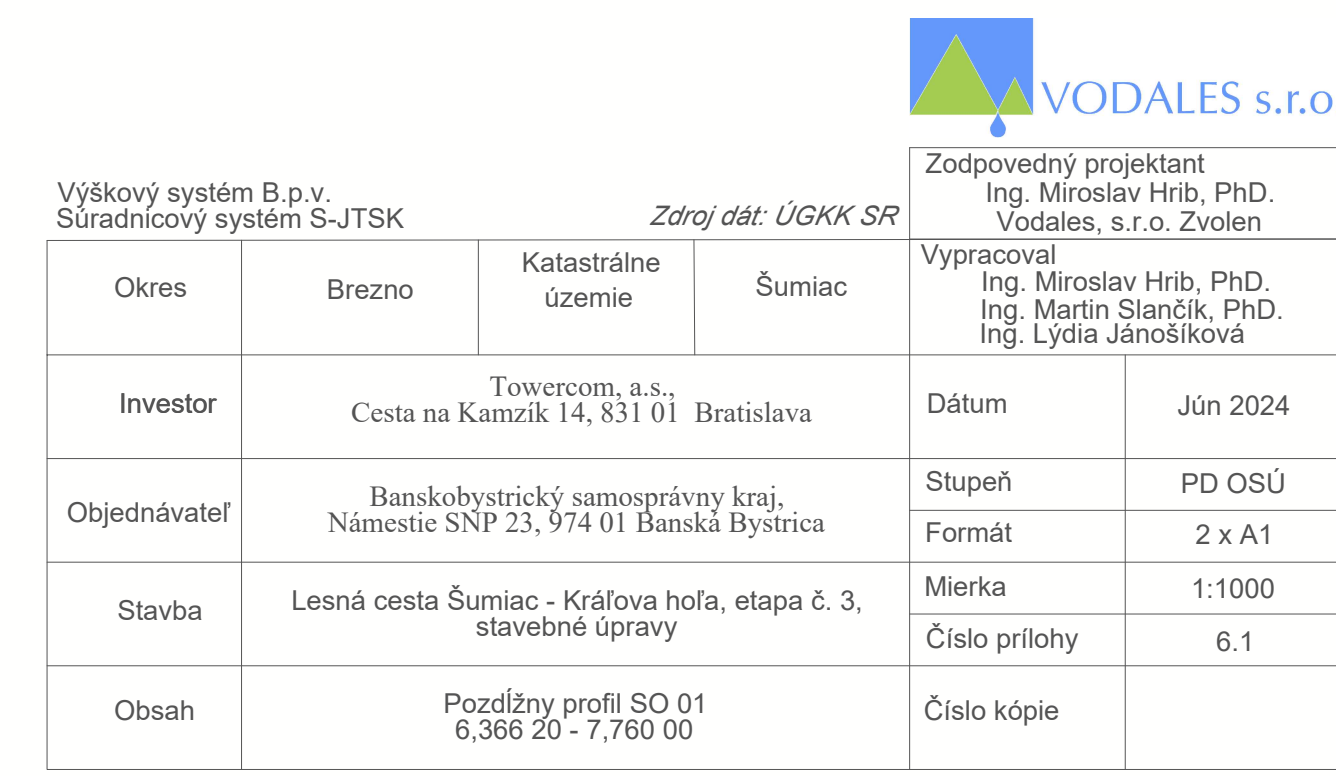 VODALES s.r.o
Výškový systém B.p.v.
Súradnicový systém S-JTSK
Zdroj dát: ÚGKK SR
Zodpovedný projektant
Ing. Miroslav Hrib, PhD.
Vodales, s.r.o. Zvolen
Okres
Brezno
Katastrálne
územie
Šumiac
Vypracoval
Ing. Miroslav Hrib, PhD.
Ing. Martin Slančík, PhD.
Ing. Lýdia Jánošíková
Investor
Towercom, a.s.,
Cesta na Kamzík 14, 831 01 Bratislava
Dátum
Jún 2024
Objednávateľ
Banskobystrický samosprávny kraj,
Námestie SNP 23, 974 01 Banská Bystrica
Stupeň
PD OSÚ
Formát
2 x A1
Stavba
Lesná cesta Šumiac - Kráľova hoľa, etapa č. 3,
stavebné úpravy
Mierka
1:1000
Číslo prílohy
6.1
Obsah
Pozdĺžny profil SO 01
6,366 20 - 7,760 00
Číslo kópie